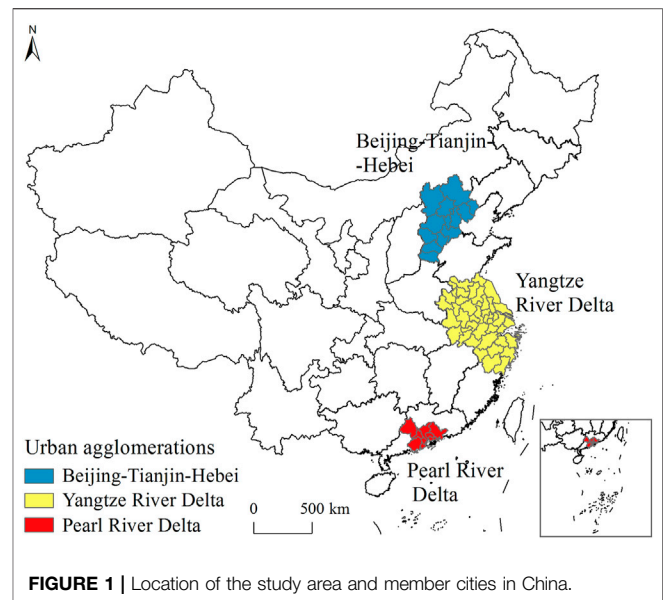 N
Beijing-Tianjin-
-Hebei
Yangtze
River Delta
Pearl River
Delta
Urban agglomerations
Beijing-Tianjin-Hebei
Yangtze River Delta
Pearl River Delta
0 500 km
FIGURE 1 | Location of the study area and member cities in China.